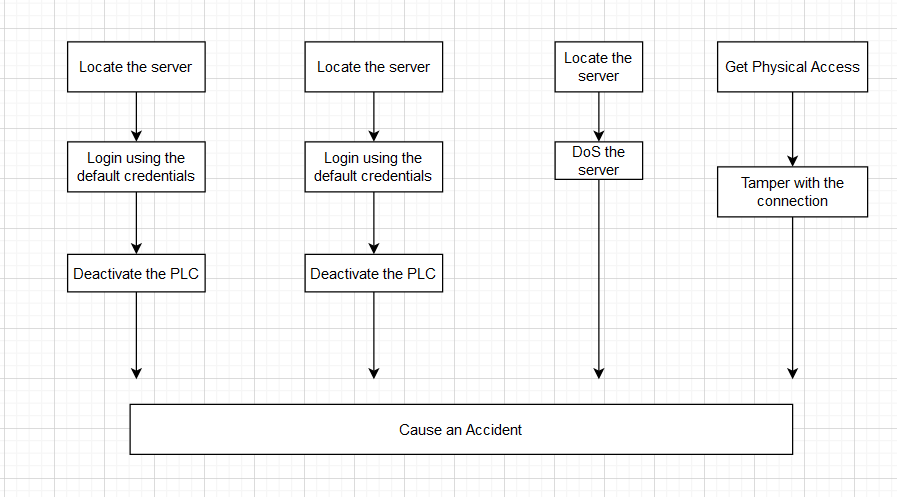 Locate the server
Login using the
default credentials
Deactivate the PLC
Locate the server
Login using the
default credentials
Deactivate the PLC
Locate the
server
DoS the
server
Get Physical Access
Tamper with the
connection
Cause an Accident